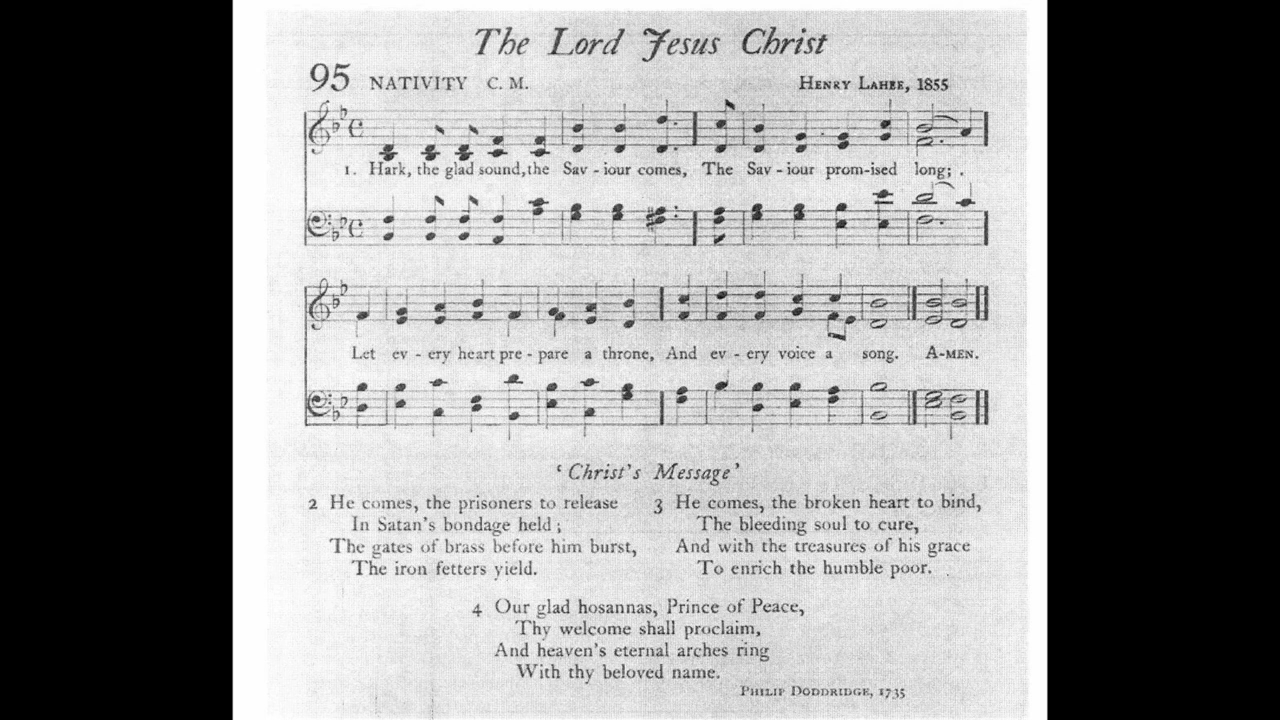 The Lord Jesus Christ
95 NATIVITY C. M. HENRY LAHEE, 1855
1. Hark, the glad sound, the Sav - iour comes, The Sav - iour prom-ised long;
Let ev - ery heart pre - pare a throne, And ev - ery voice a song. A-MEN.
‘ Christ's Message ’
2 He comes, the prisoners to release
In Satan's bondage held ;
The gates of brass before him burst,
The iron fetters yield.
3 He comes, the broken heart to bind,
The bleeding soul to cure,
And with the treasures of his grace
To enrich the humble poor.
4 Our glad hosannas, Prince of Peace,
Thy welcome shall proclaim,
And heaven's eternal arches ring
With thy beloved name.
PHILIP DODDRIDGE, 1735